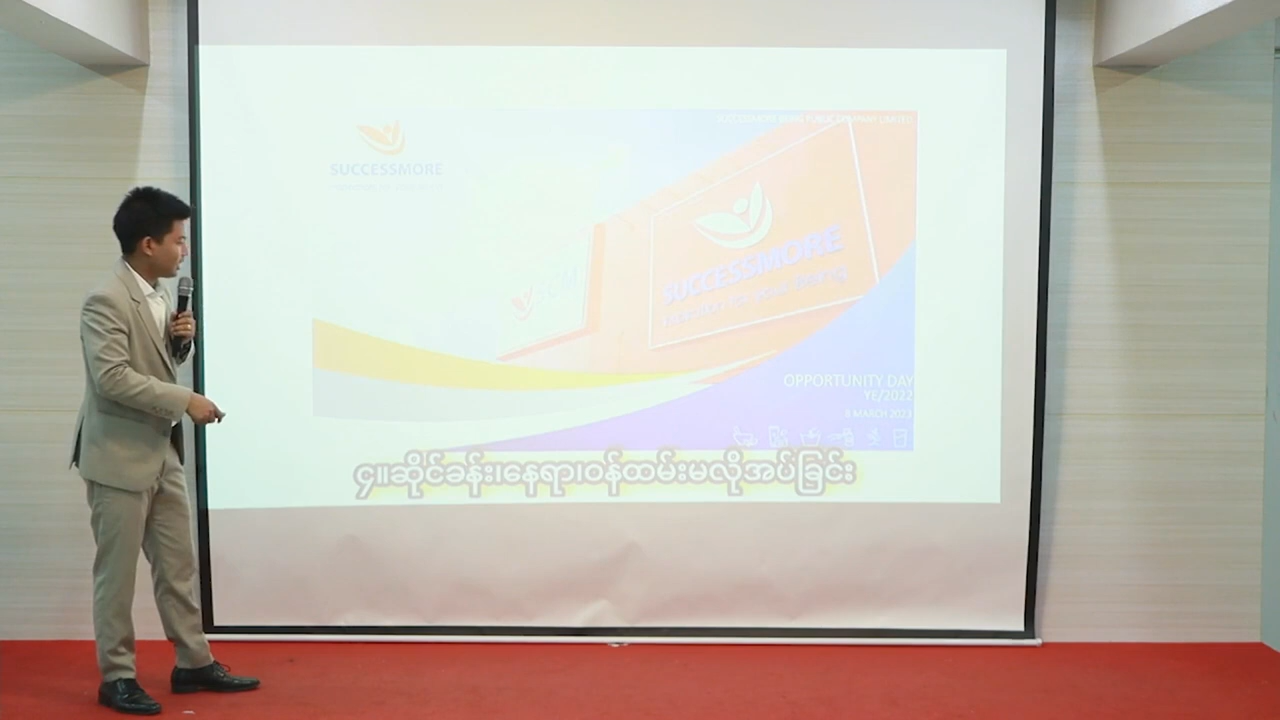 SUCCESSMORE BEING PUBLIC COMPANY LIMITED
SUCCESSMORE
SCM
SUCCESSMORE
OPPORTUNITY DAY
YE/2022
8 MARCH 2023
၄။ဆိုင်ခန်း၊နေရာ၊ဝန်ထမ်းမလိုအပ်ခြင်း